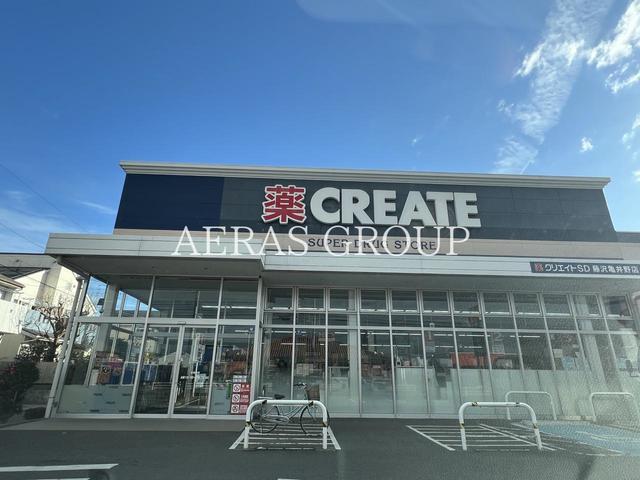 薬 CREATE
AERAS GROUP
SUPER DRUG STORE
薬 クリエイトSD 藤沢亀井野店